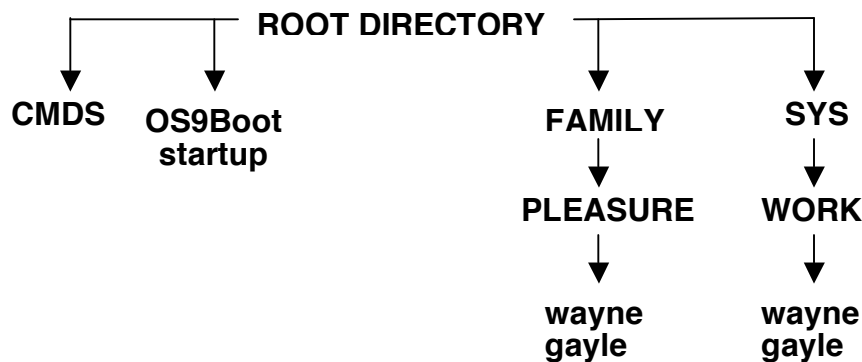 ROOT DIRECTORY
CMDS
OS9Boot
startup
FAMILY
SYS
PLEASURE
WORK
wayne
gayle
wayne
gayle